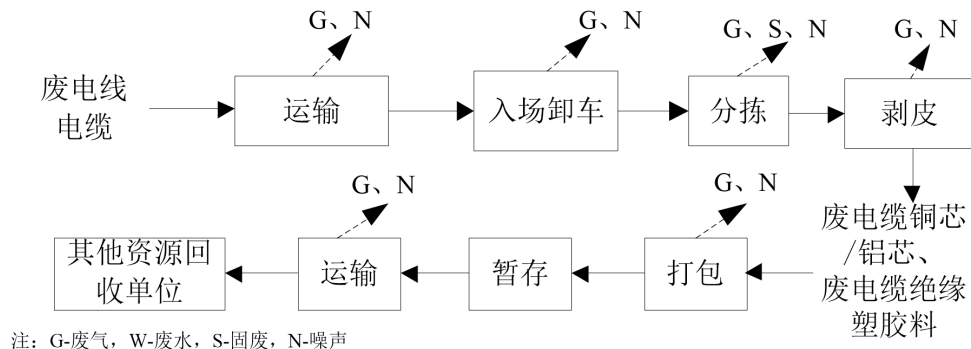 G、N
G、N
G、S、N
G、N
废电线
电缆
运输
入场卸车
分拣
剥皮
G、N
G、N
废电缆铜芯
/铝芯、
废电缆绝缘
塑胶料
其他资源回
收单位
运输
暂存
打包
注：G-废气，W-废水，S-固废，N-噪声